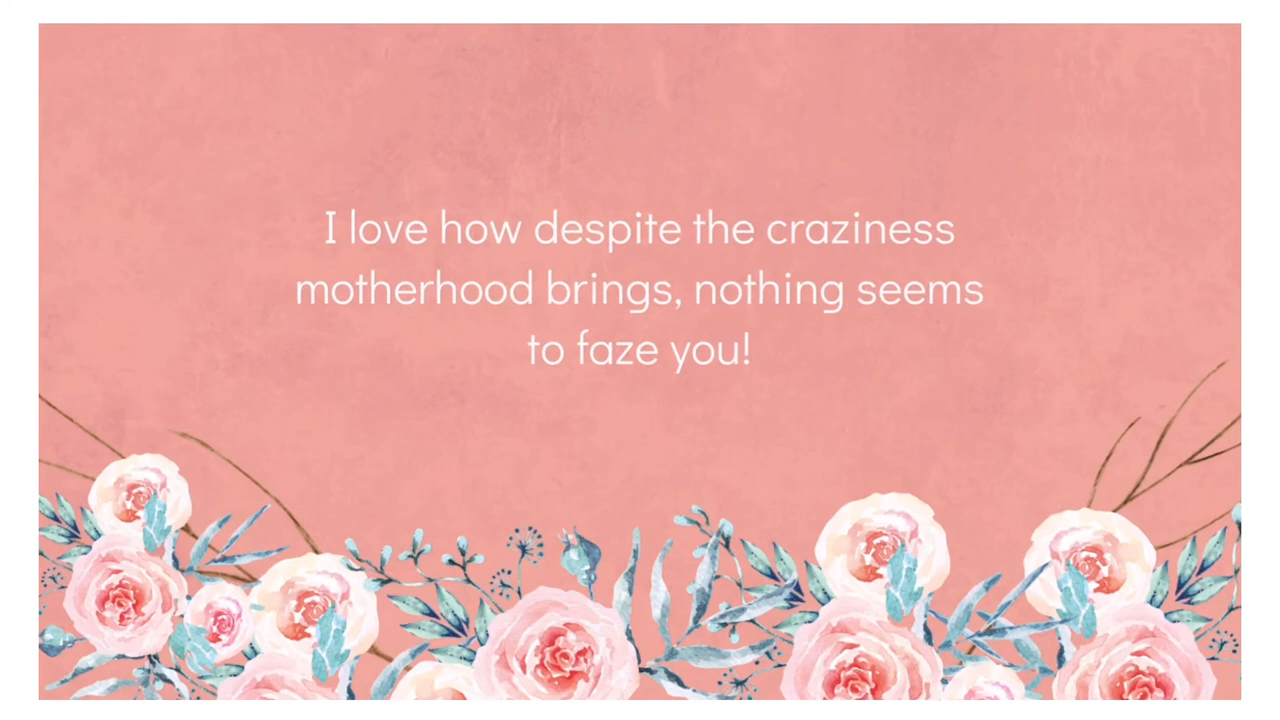 I love how despite the craziness
motherhood brings, nothing seems
to faze you!